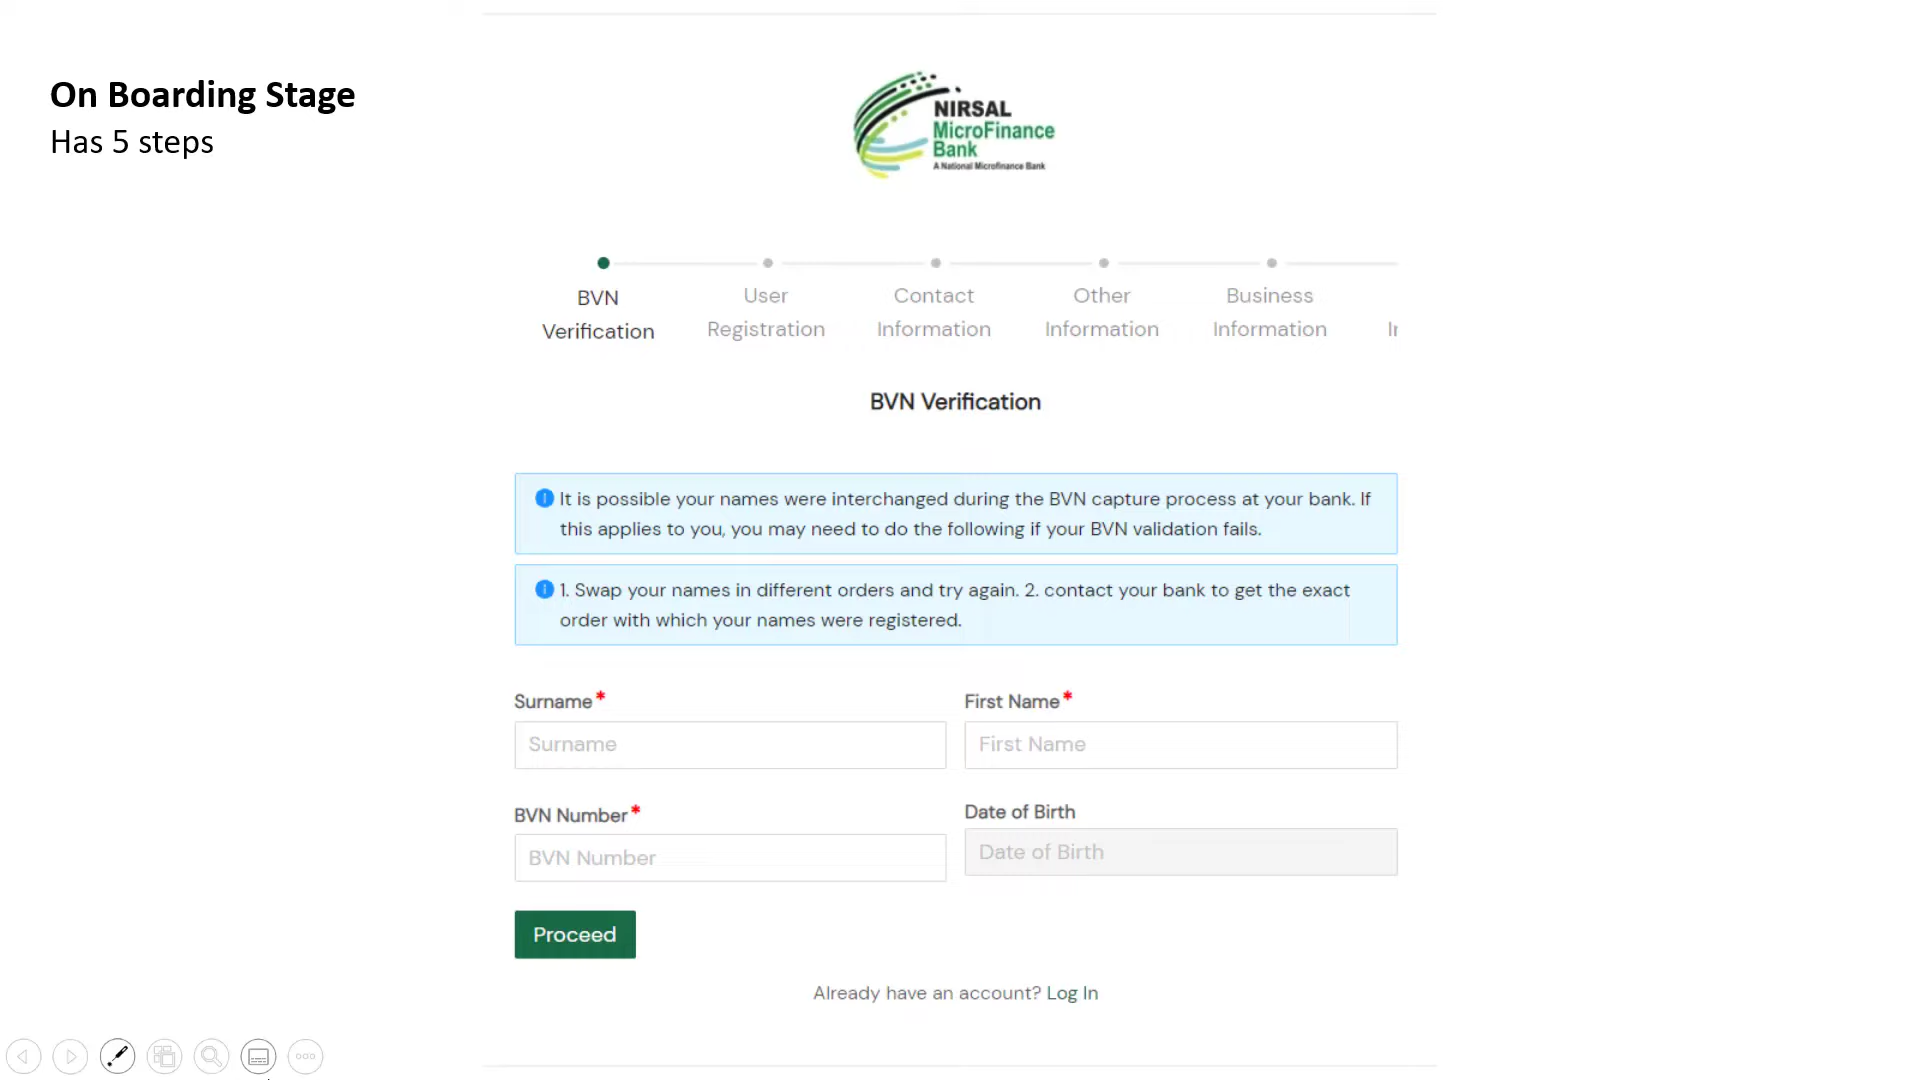 On Boarding Stage
Has 5 steps
NIRSAL
MicroFinance
Bank
A National Microfinance Bank
BVN
Verification
User
Registration
Contact
Information
Other
Information
Business
Information
BVN Verification
It is possible your names were interchanged during the BVN capture process at your bank. If
this applies to you, you may need to do the following if your BVN validation fails.
1. Swap your names in different orders and try again. 2. contact your bank to get the exact
order with which your names were registered.
Surname*
First Name*
Surname
First Name
BVN Number*
Date of Birth
BVN Number
Date of Birth
Proceed
Already have an account? Log In